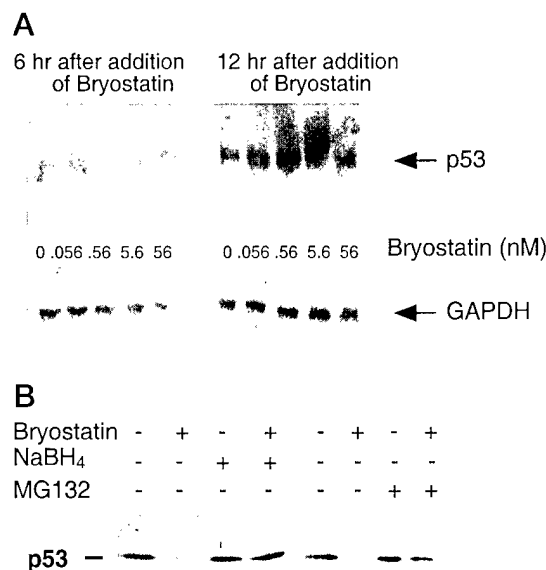 A
6 hr after addition of Bryostatin
12 hr after addition of Bryostatin
p53
0 .056 .56 5.6 56
0 .056 .56 5.6 56
Bryostatin (nM)
GAPDH
B
Bryostatin - + - + - + - +
NaBH₄ - - + + - - - -
MG132 - - - - - - + +
p53